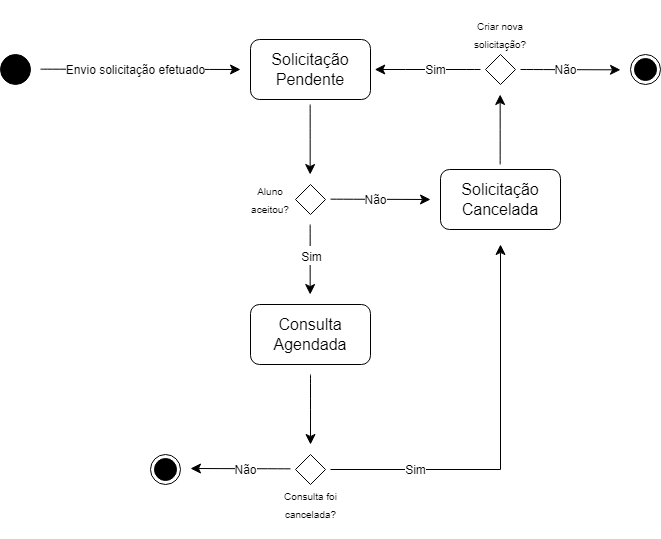 Criar nova
solicitação?
Envio solicitação efetuado
Solicitação
Pendente
Sim
Não
Aluno
aceitou?
Não
Solicitação
Cancelada
Sim
Consulta
Agendada
Não
Sim
Consulta foi
cancelada?